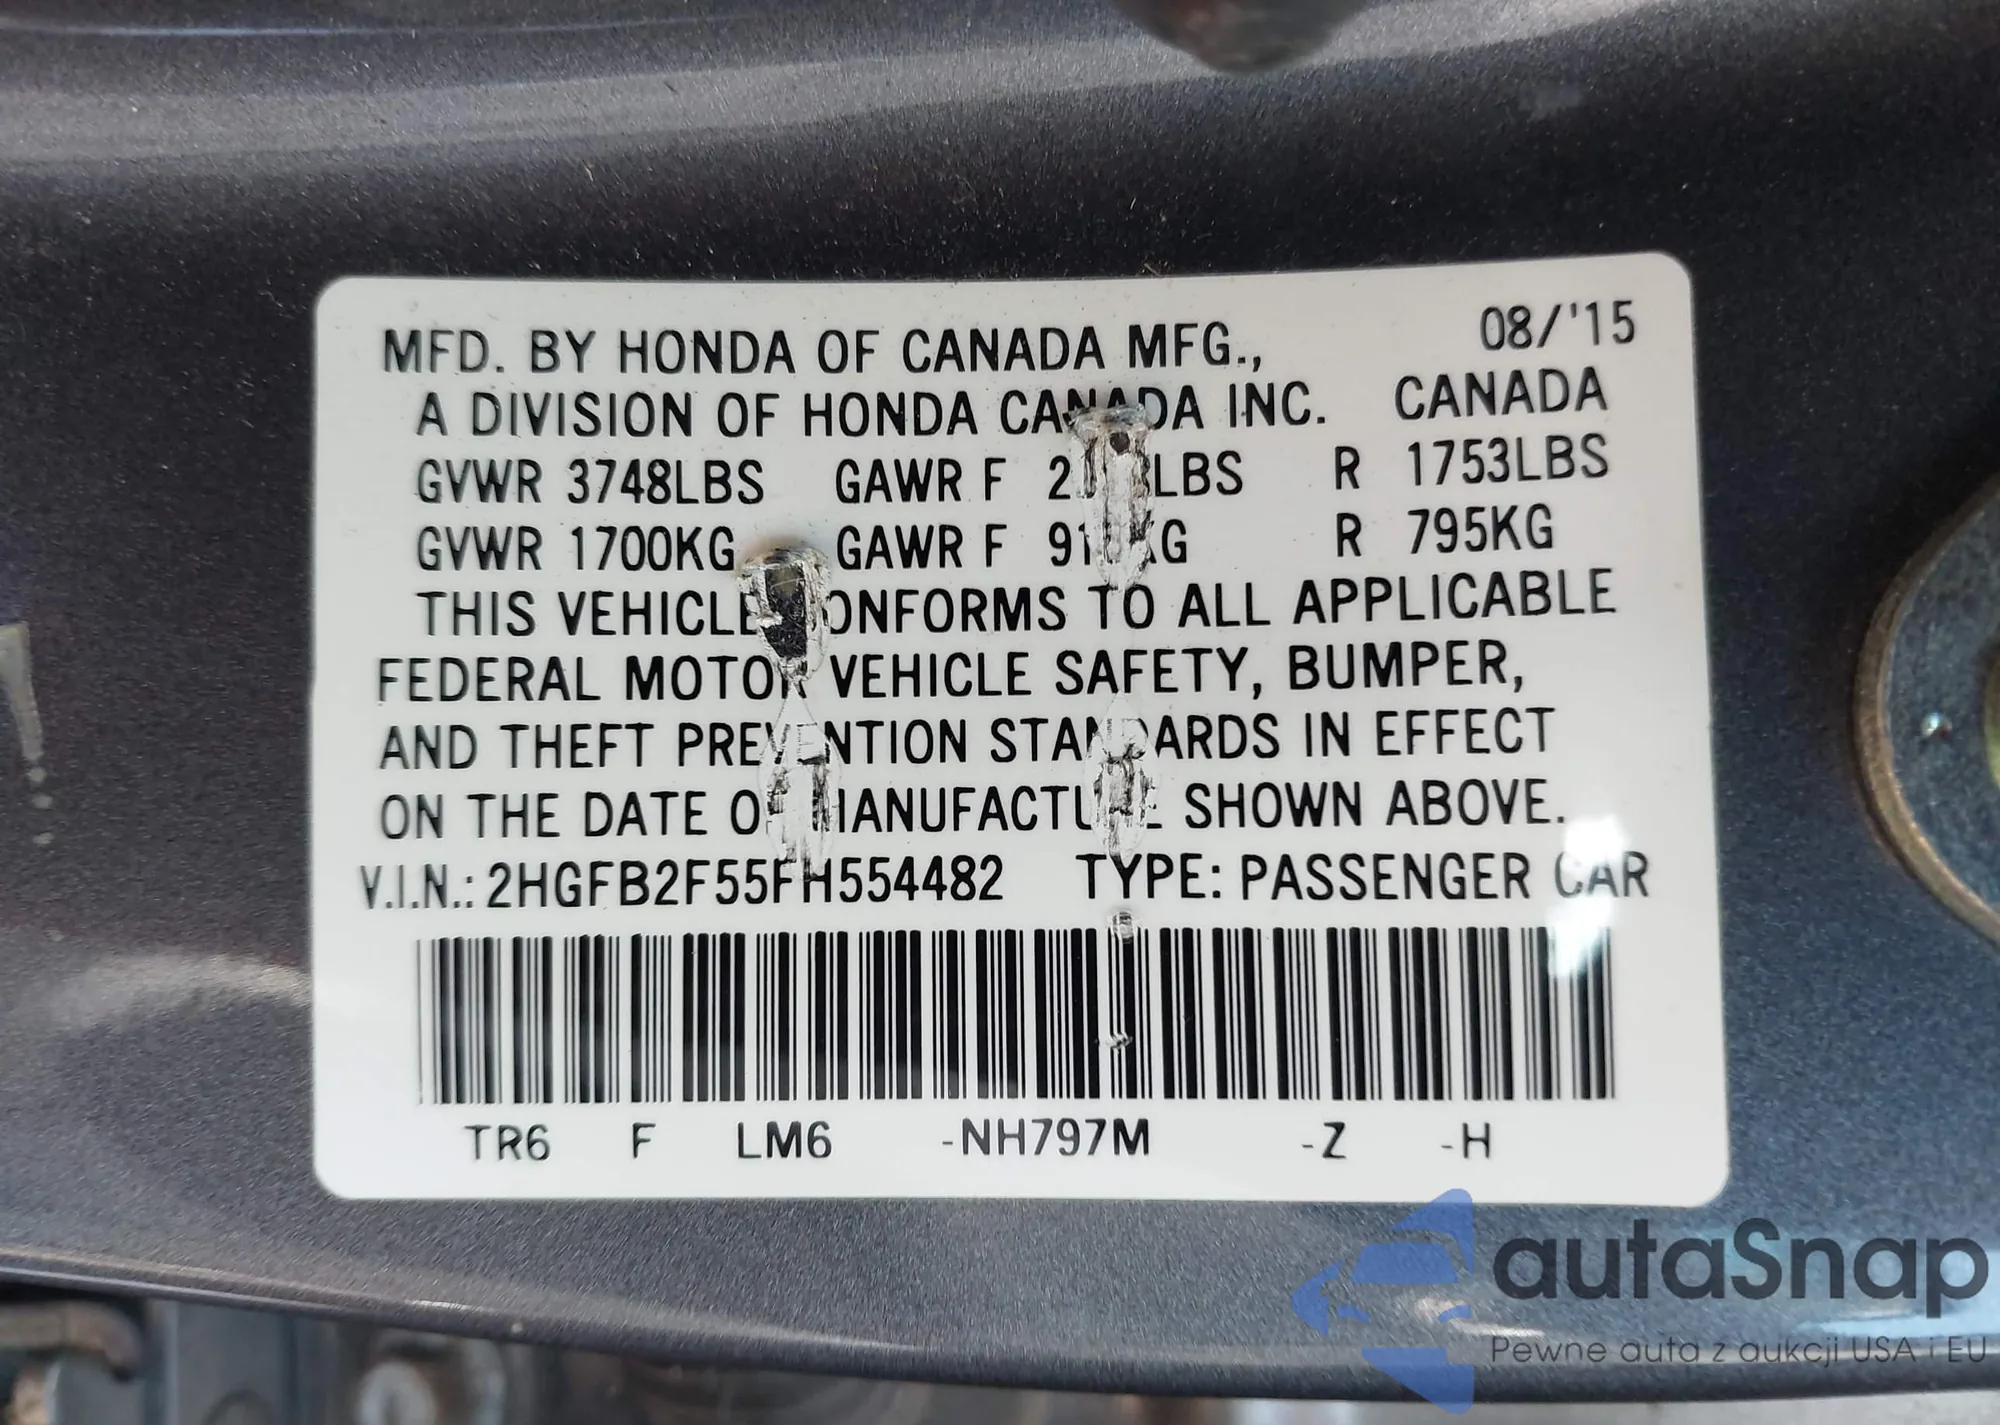 08/'15
MFD. BY HONDA OF CANADA MFG.,
A DIVISION OF HONDA CANADA INC. CANADA
GVWR 3748LBS GAWR F R 1753LBS
GVWR 1700KG GAWR F R 795KG
THIS VEHICLE CONFORMS TO ALL APPLICABLE
FEDERAL MOTOR VEHICLE SAFETY, BUMPER,
AND THEFT PREVENTION STANDARDS IN EFFECT
ON THE DATE OF MANUFACTURE SHOWN ABOVE.
V.I.N.: 2HGFB2F55FH554482 TYPE: PASSENGER CAR
TR6 F LM6 -NH797M -Z -H
autaSnap
Pewne auta z aukcji USA i EU